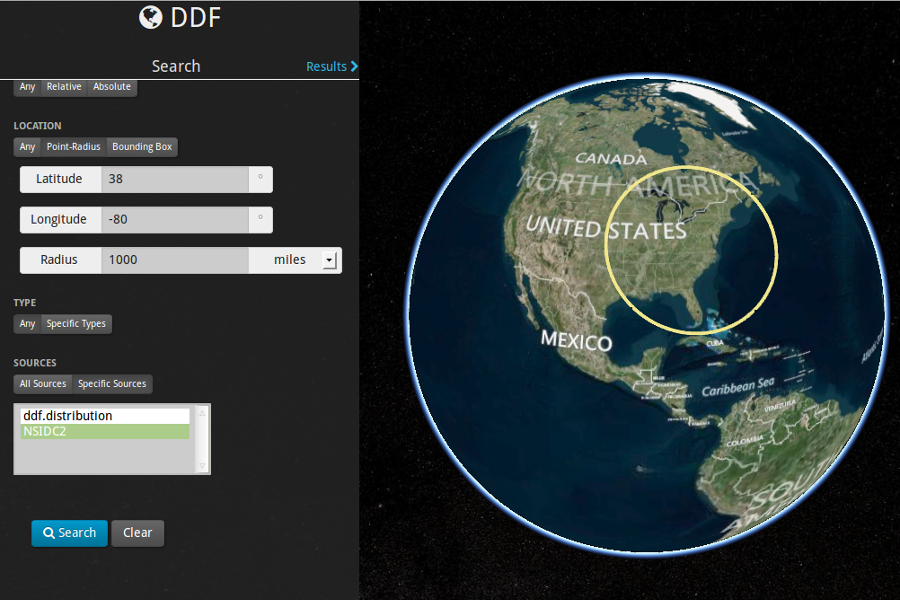 DDF
Search
Results
Any Relative Absolute
LOCATION
Any Point-Radius Bounding Box
Latitude 38 °
Longitude -80 °
Radius 1000 miles
TYPE
Any Specific Types
SOURCES
All Sources Specific Sources
ddf.distribution
NSIDC2
Search Clear
CANADA
NORTH AMERICA
UNITED STATES
MEXICO
CUBA
Caribbean Sea
VENEZUELA
COLOMBIA
SOUTH